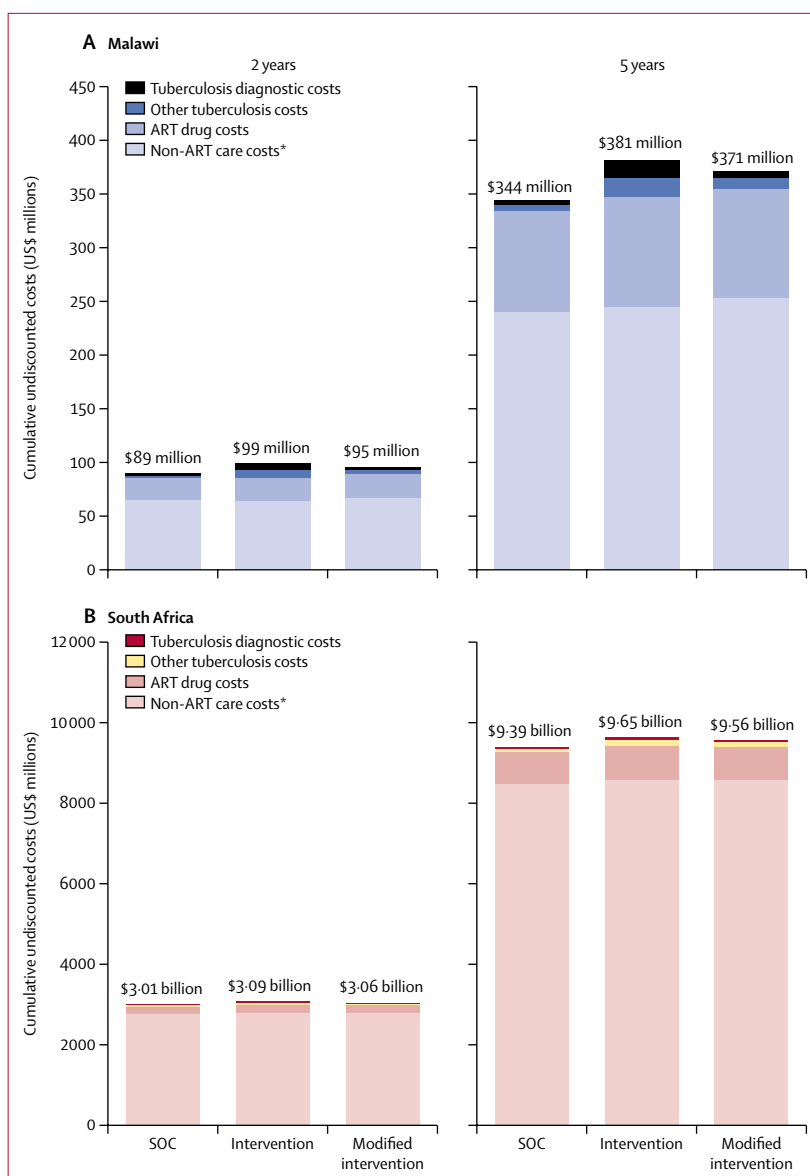 A Malawi
2 years
5 years
Tuberculosis diagnostic costs
Other tuberculosis costs
ART drug costs
Non-ART care costs*
Cumulative undiscounted costs (US$ millions)
450
400
350
300
250
200
150
100
50
0
$89 million
$99 million
$95 million
$344 million
$381 million
$371 million
B South Africa
Tuberculosis diagnostic costs
Other tuberculosis costs
ART drug costs
Non-ART care costs*
Cumulative undiscounted costs (US$ millions)
12 000
10 000
8000
6000
4000
2000
0
$3·01 billion
$3·09 billion
$3·06 billion
$9·39 billion
$9·65 billion
$9·56 billion
SOC
Intervention
Modified
intervention
SOC
Intervention
Modified
intervention